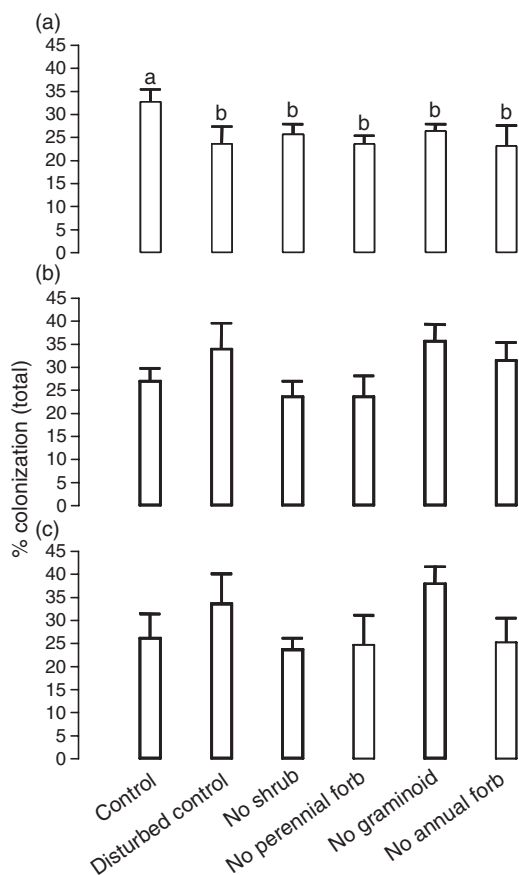 (a)
45
40
35
30
25
20
15
10
5
0
a
b
b
b
b
b
(b)
45
40
35
30
25
20
15
10
5
0
% colonization (total)
(c)
45
40
35
30
25
20
15
10
5
0
Control
Disturbed control
No shrub
No perennial forb
No graminoid
No annual forb